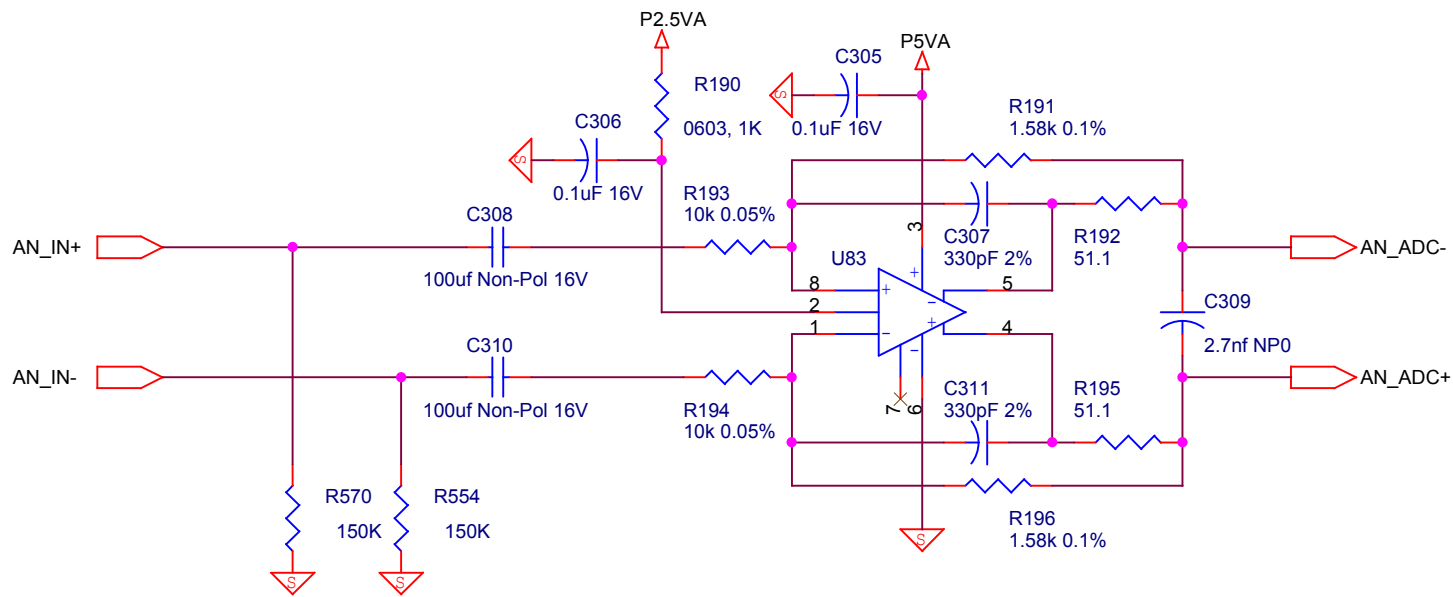 P2.5VA
P5VA
C305
R190
0603, 1K
0.1uF 16V
R191
1.58k 0.1%
C306
0.1uF 16V
S
S
R193
10k 0.05%
C308
100uf Non-Pol 16V
AN_IN+
3
C307
330pF 2%
R192
51.1
AN_ADC-
U83
8
2
1
5
4
+
-
+
-
+
-
C309
2.7nf NP0
C310
100uf Non-Pol 16V
AN_IN-
AN_ADC+
R194
10k 0.05%
7
6
C311
330pF 2%
R195
51.1
R570
150K
R554
150K
R196
1.58k 0.1%
S
S
S